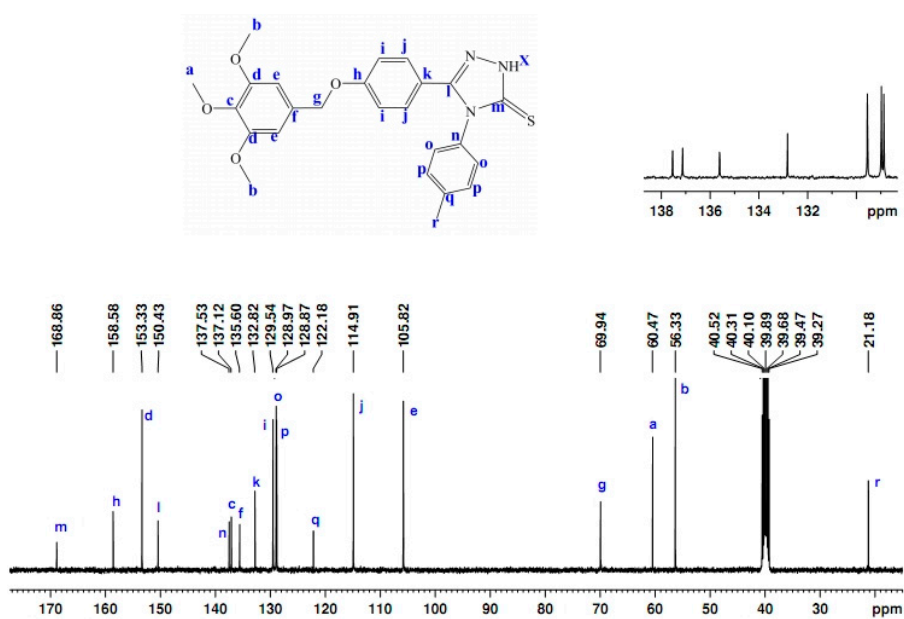 b
a
O
d
e
O
c
f
g
O
h
i
j
i
j
k
l
N
NH
X
m
N
S
d
e
O
b
n
o
o
p
p
q
r
138 136 134 132 ppm
168.86
158.58
153.33
150.43
137.53
137.12
135.60
132.82
129.54
128.97
128.87
122.18
114.91
105.82
69.94
60.47
56.33
40.52
40.31
40.10
39.89
39.68
39.47
39.27
21.18
m
h
d
l
n
c
f
k
i
o
p
q
j
e
g
a
b
r
170 160 150 140 130 120 110 100 90 80 70 60 50 40 30 ppm